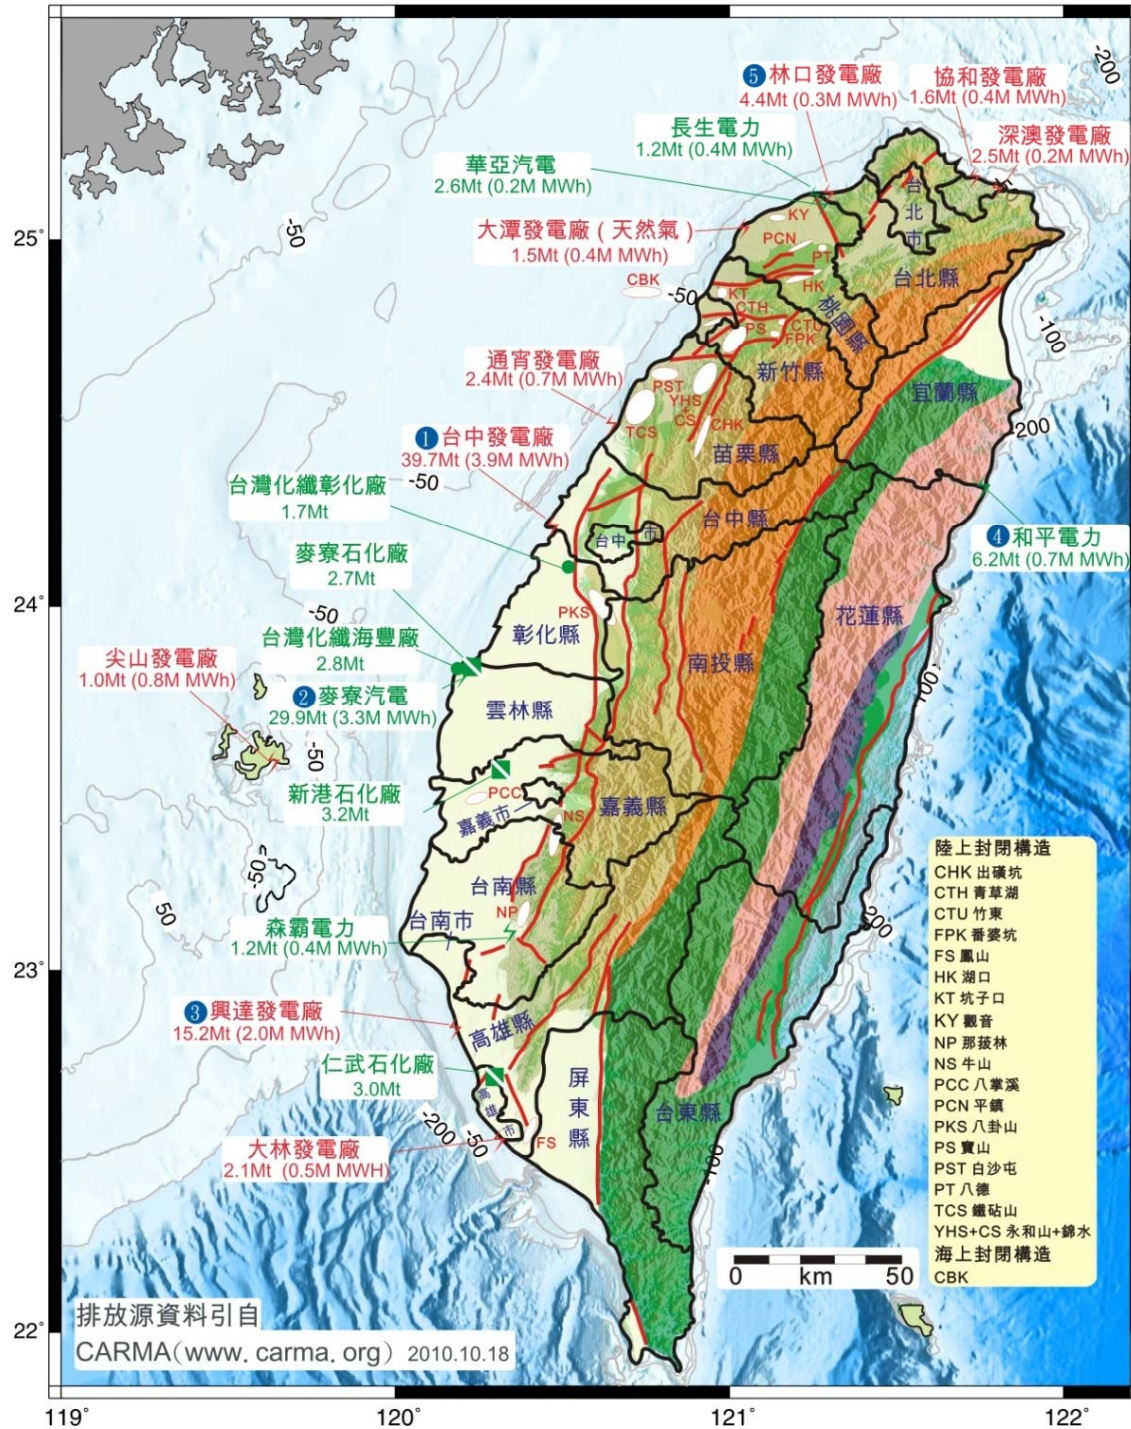 -200
⑤林口發電廠
4.4Mt (0.3M MWh)
協和發電廠
1.6Mt (0.4M MWh)
長生電力
1.2Mt (0.4M MWh)
深澳發電廠
2.5Mt (0.2M MWh)
華亞汽電
2.6Mt (0.2M MWh)
-50
台北市
KY
-50
大潭發電廠（天然氣）
1.5Mt (0.4M MWh)
25°
PCN
PT
台北縣
CBK
-50
KT
HK
CTH
桃園縣
PS
CTU
FPK
-100
通宵發電廠
2.4Mt (0.7M MWh)
新竹縣
PST
YHS
+
CS
宜蘭縣
TCS
CHK
200
①台中發電廠
39.7Mt (3.9M MWh)
苗栗縣
-50
台灣化纖彰化廠
1.7Mt
台中縣
台中市
④和平電力
6.2Mt (0.7M MWh)
麥寮石化廠
2.7Mt
24°
-50
PKS
花蓮縣
彰化縣
台灣化纖海豐廠
2.8Mt
尖山發電廠
1.0Mt (0.8M MWh)
南投縣
②麥寮汽電
29.9Mt (3.3M MWh)
雲林縣
100
-50
新港石化廠
3.2Mt
PCC
嘉義市
NS
嘉義縣
-50
台南縣
50
NP
台南市
200
森霸電力
1.2Mt (0.4M MWh)
23°
③興達發電廠
15.2Mt (2.0M MWh)
高雄縣
仁武石化廠
3.0Mt
屏東縣
高雄市
台東縣
-200
-50
FS
大林發電廠
2.1Mt (0.5M MWH)
-100
陸上封閉構造
CHK 出磺坑
CTH 青草湖
CTU 竹東
FPK 番婆坑
FS 鳳山
HK 湖口
KT 坑子口
KY 觀音
NP 那菝林
NS 牛山
PCC 八掌溪
PCN 平鎮
PKS 八卦山
PS 寶山
PST 白沙屯
PT 八德
TCS 鐵砧山
YHS+CS 永和山+錦水
海上封閉構造
CBK
0 km 50
排放源資料引自
CARMA(www. carma. org) 2010.10.18
22°
119° 120° 121° 122°